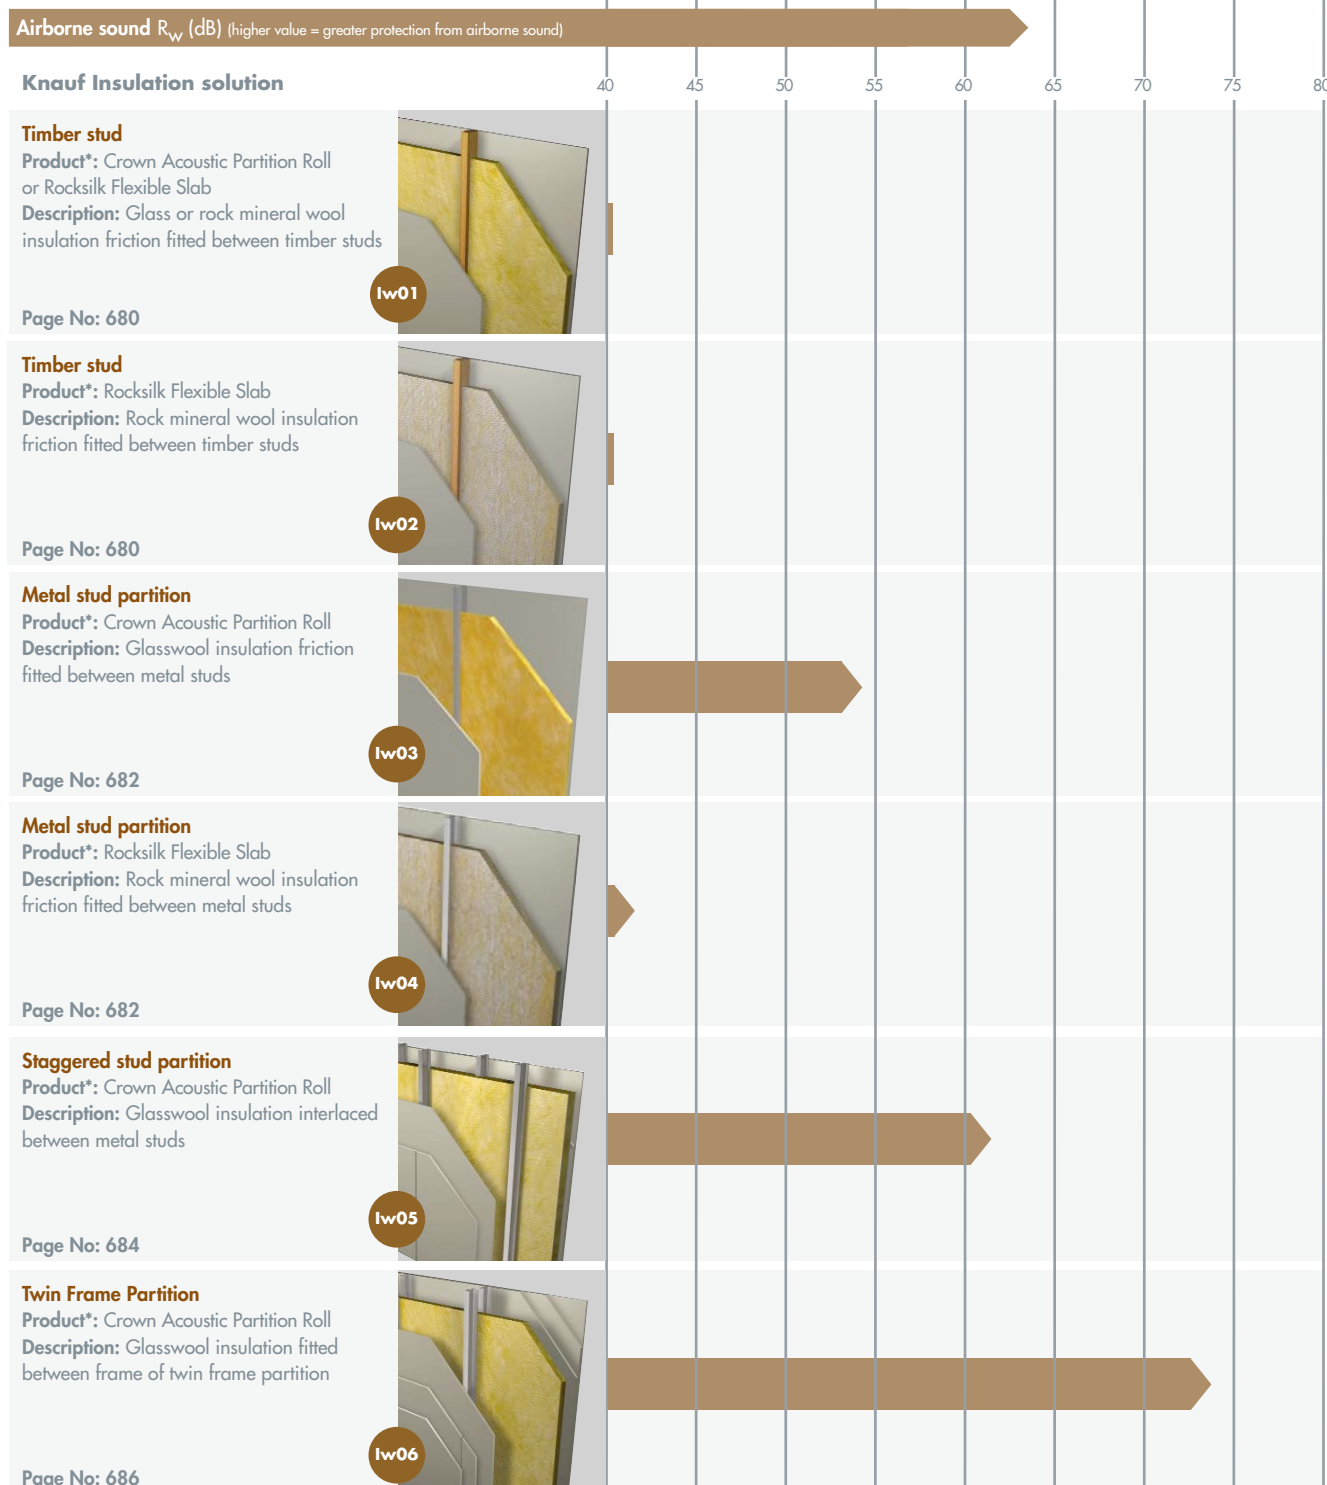 Airborne sound Rw (dB) (higher value = greater protection from airborne sound)
Knauf Insulation solution
40 45 50 55 60 65 70 75 80
Timber stud
Product*: Crown Acoustic Partition Roll
or Rocksilk Flexible Slab
Description: Glass or rock mineral wool
insulation friction fitted between timber studs
Iw01
Page No: 680
Timber stud
Product*: Rocksilk Flexible Slab
Description: Rock mineral wool insulation
friction fitted between timber studs
Iw02
Page No: 680
Metal stud partition
Product*: Crown Acoustic Partition Roll
Description: Glasswool insulation friction
fitted between metal studs
Iw03
Page No: 682
Metal stud partition
Product*: Rocksilk Flexible Slab
Description: Rock mineral wool insulation
friction fitted between metal studs
Iw04
Page No: 682
Staggered stud partition
Product*: Crown Acoustic Partition Roll
Description: Glasswool insulation interlaced
between metal studs
Iw05
Page No: 684
Twin Frame Partition
Product*: Crown Acoustic Partition Roll
Description: Glasswool insulation fitted
between frame of twin frame partition
Iw06
Page No: 686